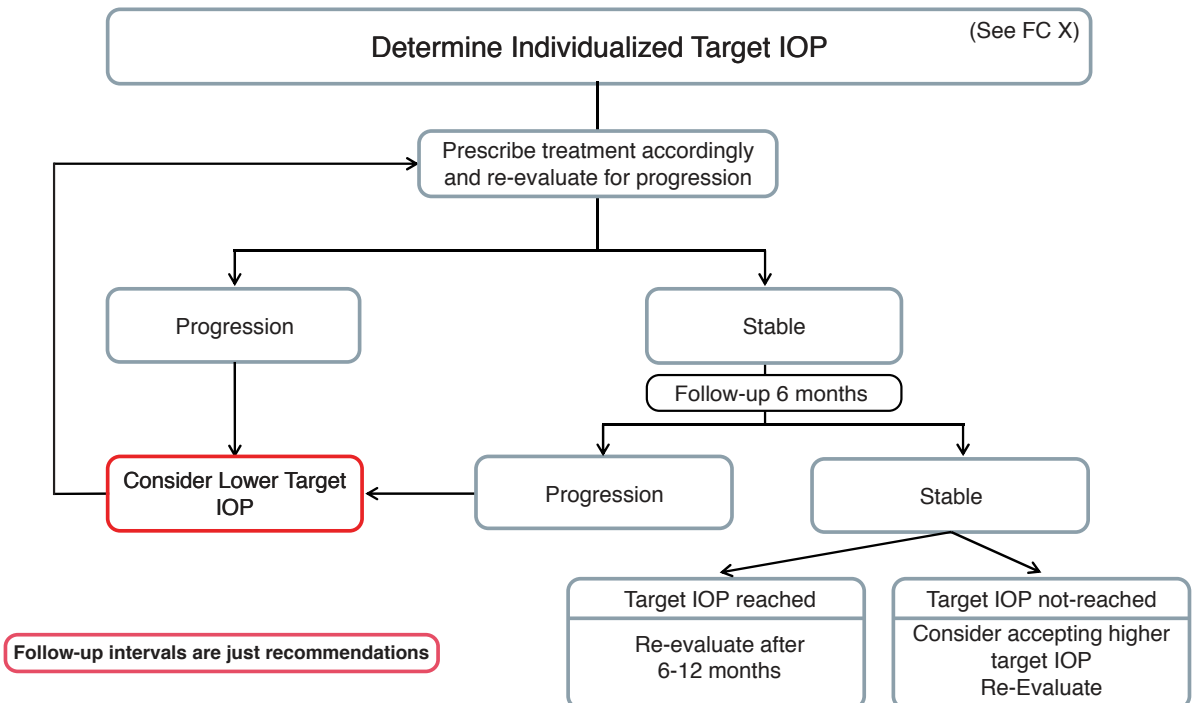 (See FC X)
Determine Individualized Target IOP
Prescribe treatment accordingly
and re-evaluate for progression
Progression
Stable
Follow-up 6 months
Consider Lower Target
IOP
Progression
Stable
Target IOP reached
Re-evaluate after
6-12 months
Target IOP not-reached
Consider accepting higher
target IOP
Re-Evaluate
Follow-up intervals are just recommendations